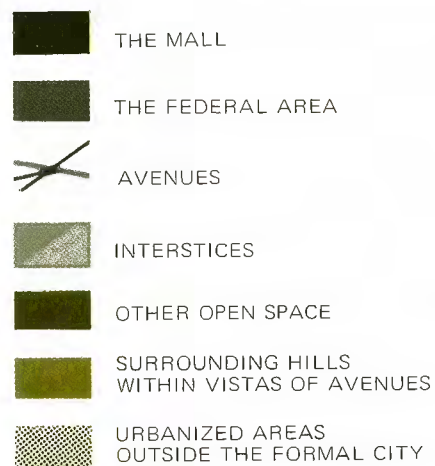 THE MALL
THE FEDERAL AREA
AVENUES
INTERSTICES
OTHER OPEN SPACE
SURROUNDING HILLS
WITHIN VISTAS OF AVENUES
URBANIZED AREAS
OUTSIDE THE FORMAL CITY